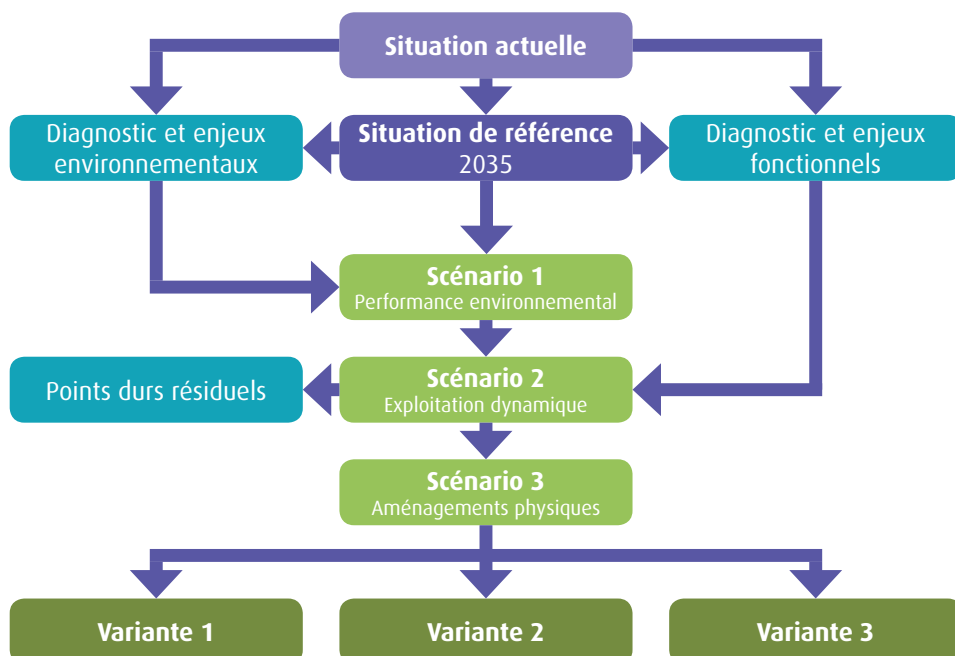 Situation actuelle
Diagnostic et enjeux
environnementaux
Situation de référence
2035
Diagnostic et enjeux
fonctionnels
Scénario 1
Performance environnemental
Points durs résiduels
Scénario 2
Exploitation dynamique
Scénario 3
Aménagements physiques
Variante 1
Variante 2
Variante 3